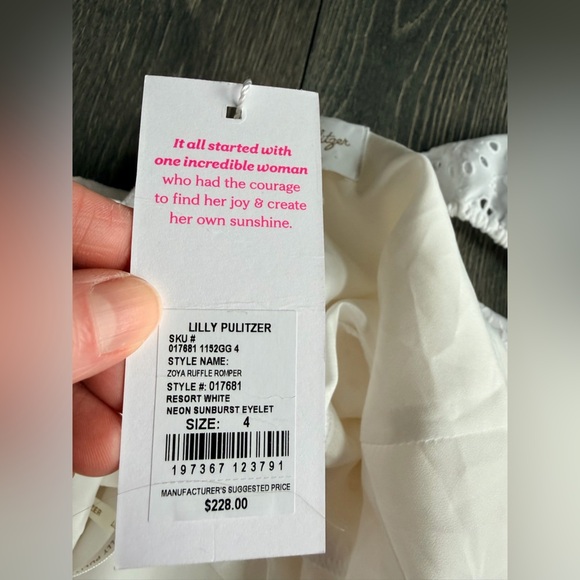 It all started with
one incredible woman
who had the courage
to find her joy & create
her own sunshine.
LILLY PULITZER
SKU #
017681 1152GG 4
STYLE NAME:
ZOYA RUFFLE ROMPER
STYLE #: 017681
RESORT WHITE
NEON SUNBURST EYELET
SIZE: 4
197367 123791
MANUFACTURER'S SUGGESTED PRICE
$228.00